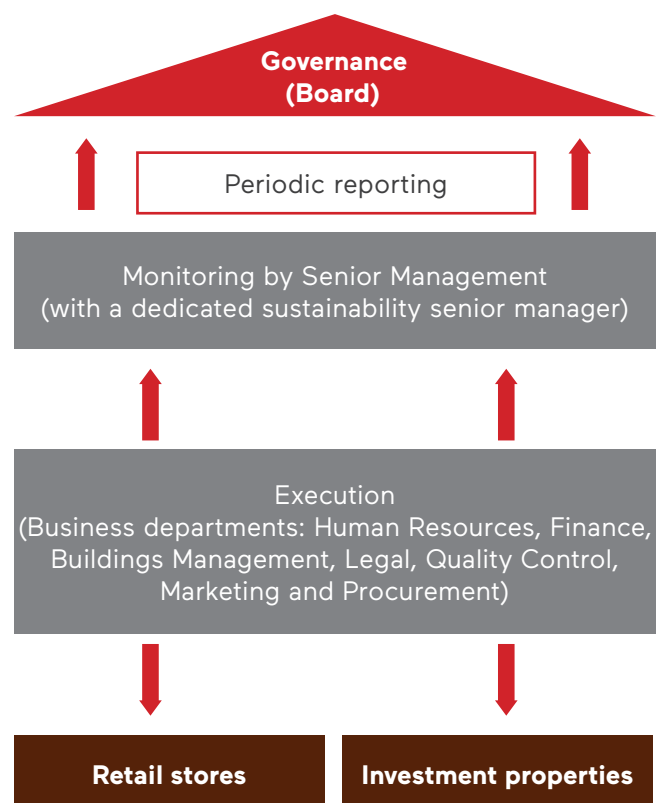 Governance
(Board)
Periodic reporting
Monitoring by Senior Management
(with a dedicated sustainability senior manager)
Execution
(Business departments: Human Resources, Finance,
Buildings Management, Legal, Quality Control,
Marketing and Procurement)
Retail stores
Investment properties